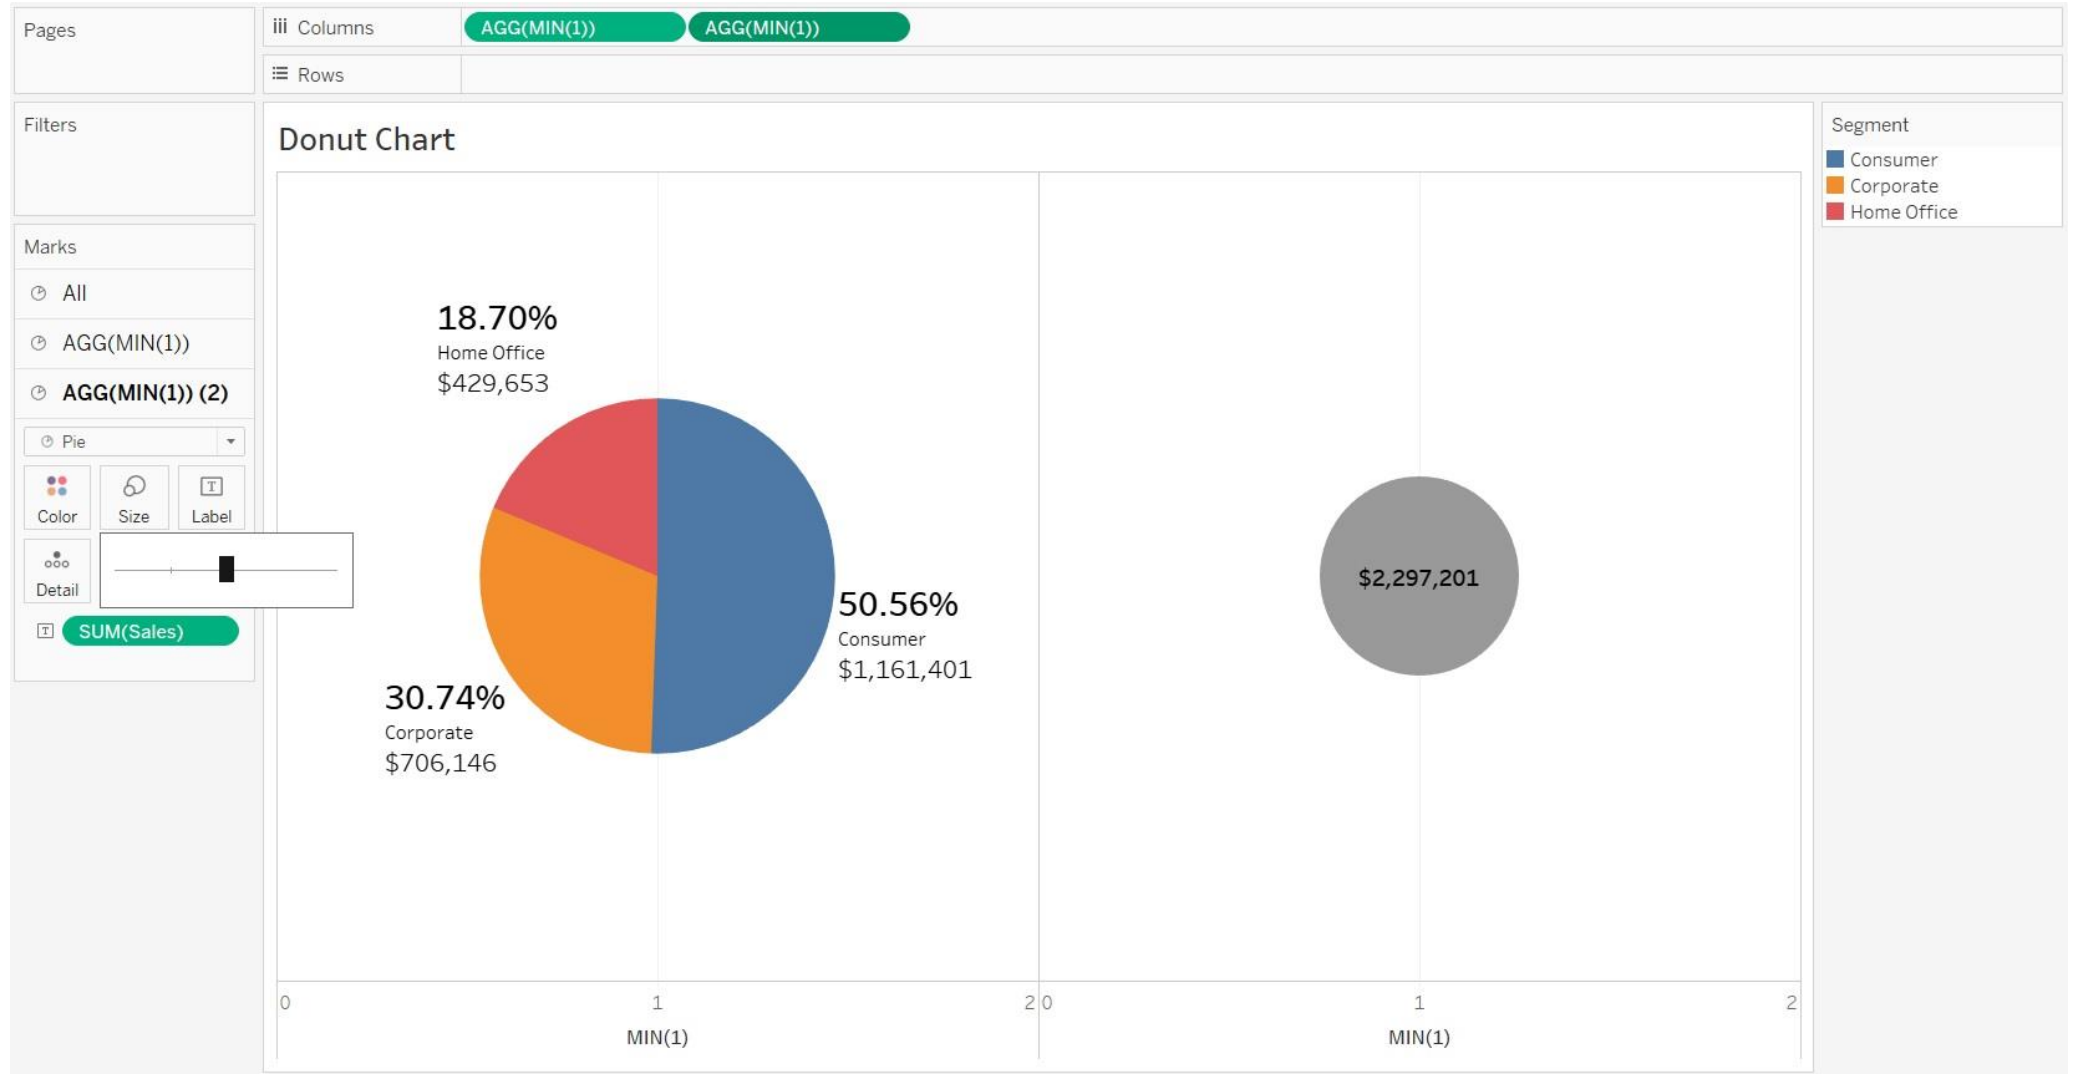 Pages
Columns
AGG(MIN(1))
AGG(MIN(1))
Rows
Filters
Marks
All
AGG(MIN(1))
AGG(MIN(1)) (2)
Pie
Color
Size
T
Label
Detail
T
SUM(Sales)
Donut Chart
18.70%
Home Office
$429,653
50.56%
Consumer
$1,161,401
30.74%
Corporate
$706,146
$2,297,201
0
1
2
0
1
2
MIN(1)
MIN(1)
Segment
Consumer
Corporate
Home Office